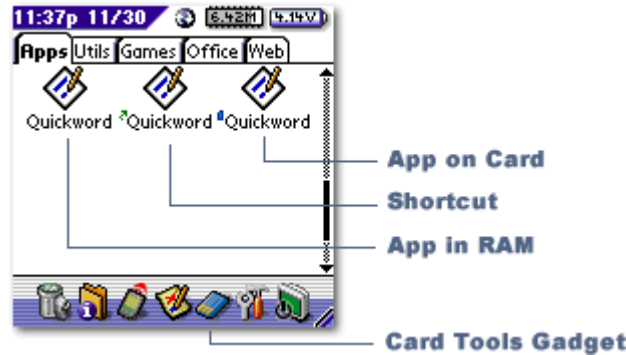 11:37p 11/30 6.42M 4.14V
Apps Utils Games Office Web
Quickword Quickword Quickword
App on Card
Shortcut
App in RAM
Card Tools Gadget